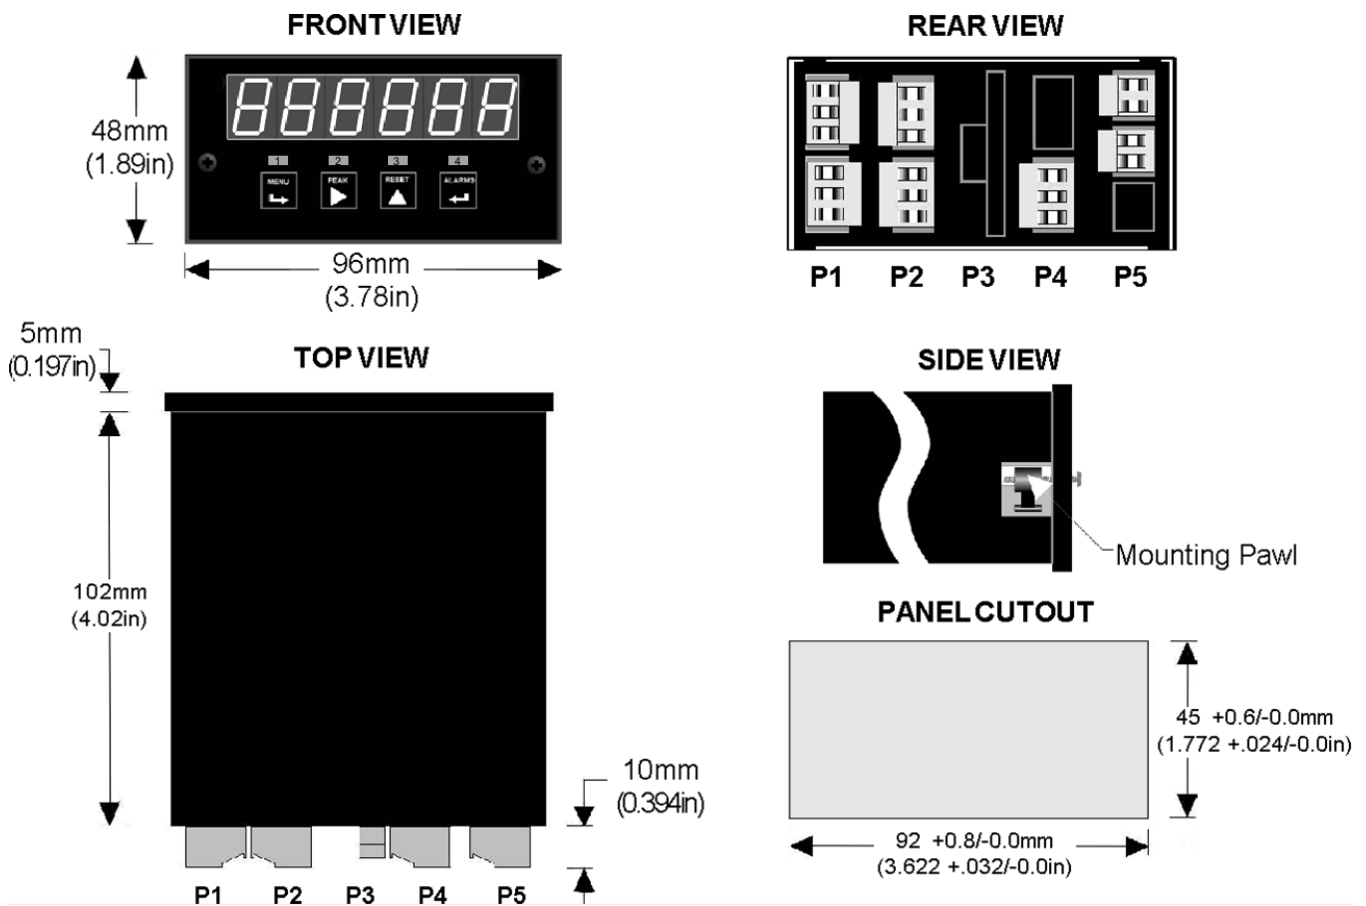 FRONT VIEW
48mm
(1.89in)
888888
1 2 3 4
MENU PEAK RESET ALARMS
96mm
(3.78in)
REAR VIEW
P1 P2 P3 P4 P5
5mm
(0.197in)
TOP VIEW
102mm
(4.02in)
10mm
(0.394in)
P1 P2 P3 P4 P5
SIDE VIEW
Mounting Pawl
PANEL CUTOUT
45 +0.6/-0.0mm
(1.772 +.024/-0.0in)
92 +0.8/-0.0mm
(3.622 +.032/-0.0in)